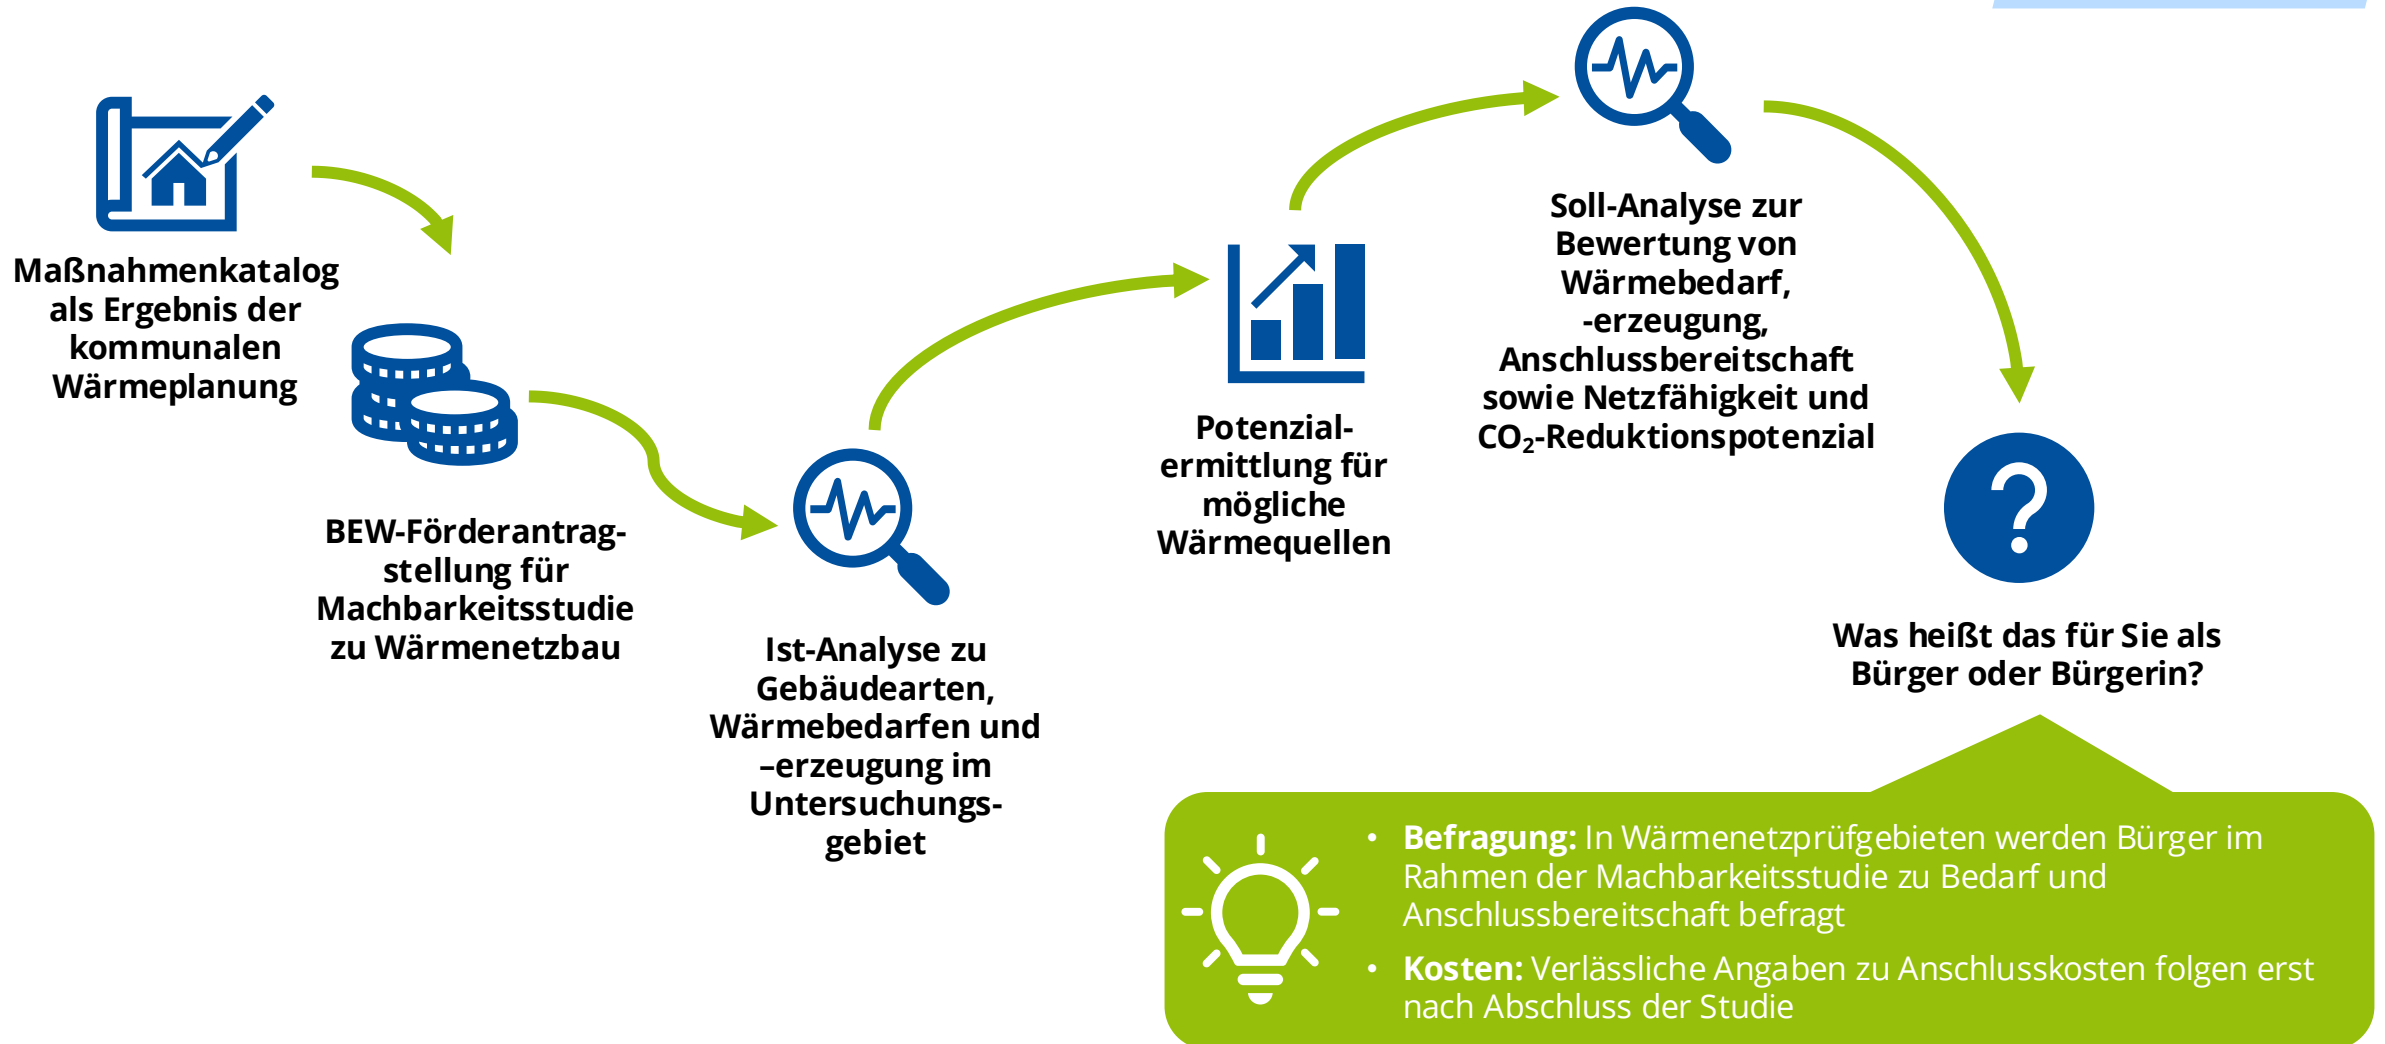 Maßnahmenkatalog
als Ergebnis der
kommunalen
Wärmeplanung
BEW-Förderantrag-
stellung für
Machbarkeitsstudie
zu Wärmenetzbau
Ist-Analyse zu
Gebäudearten,
Wärmebedarfen und
–erzeugung im
Untersuchungs-
gebiet
Potenzial-
ermittlung für
mögliche
Wärmequellen
Soll-Analyse zur
Bewertung von
Wärmebedarf,
-erzeugung,
Anschlussbereitschaft
sowie Netzfähigkeit und
CO₂-Reduktionspotenzial
?
Was heißt das für Sie als
Bürger oder Bürgerin?
• Befragung: In Wärmenetzprüfgebieten werden Bürger im
Rahmen der Machbarkeitsstudie zu Bedarf und
Anschlussbereitschaft befragt
• Kosten: Verlässliche Angaben zu Anschlusskosten folgen erst
nach Abschluss der Studie